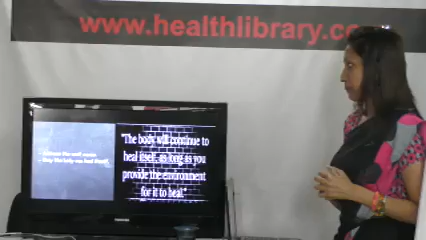 www.healthlibrary.co
"The body will continue to
heal itself, as long as you
provide the environment
for it to heal."